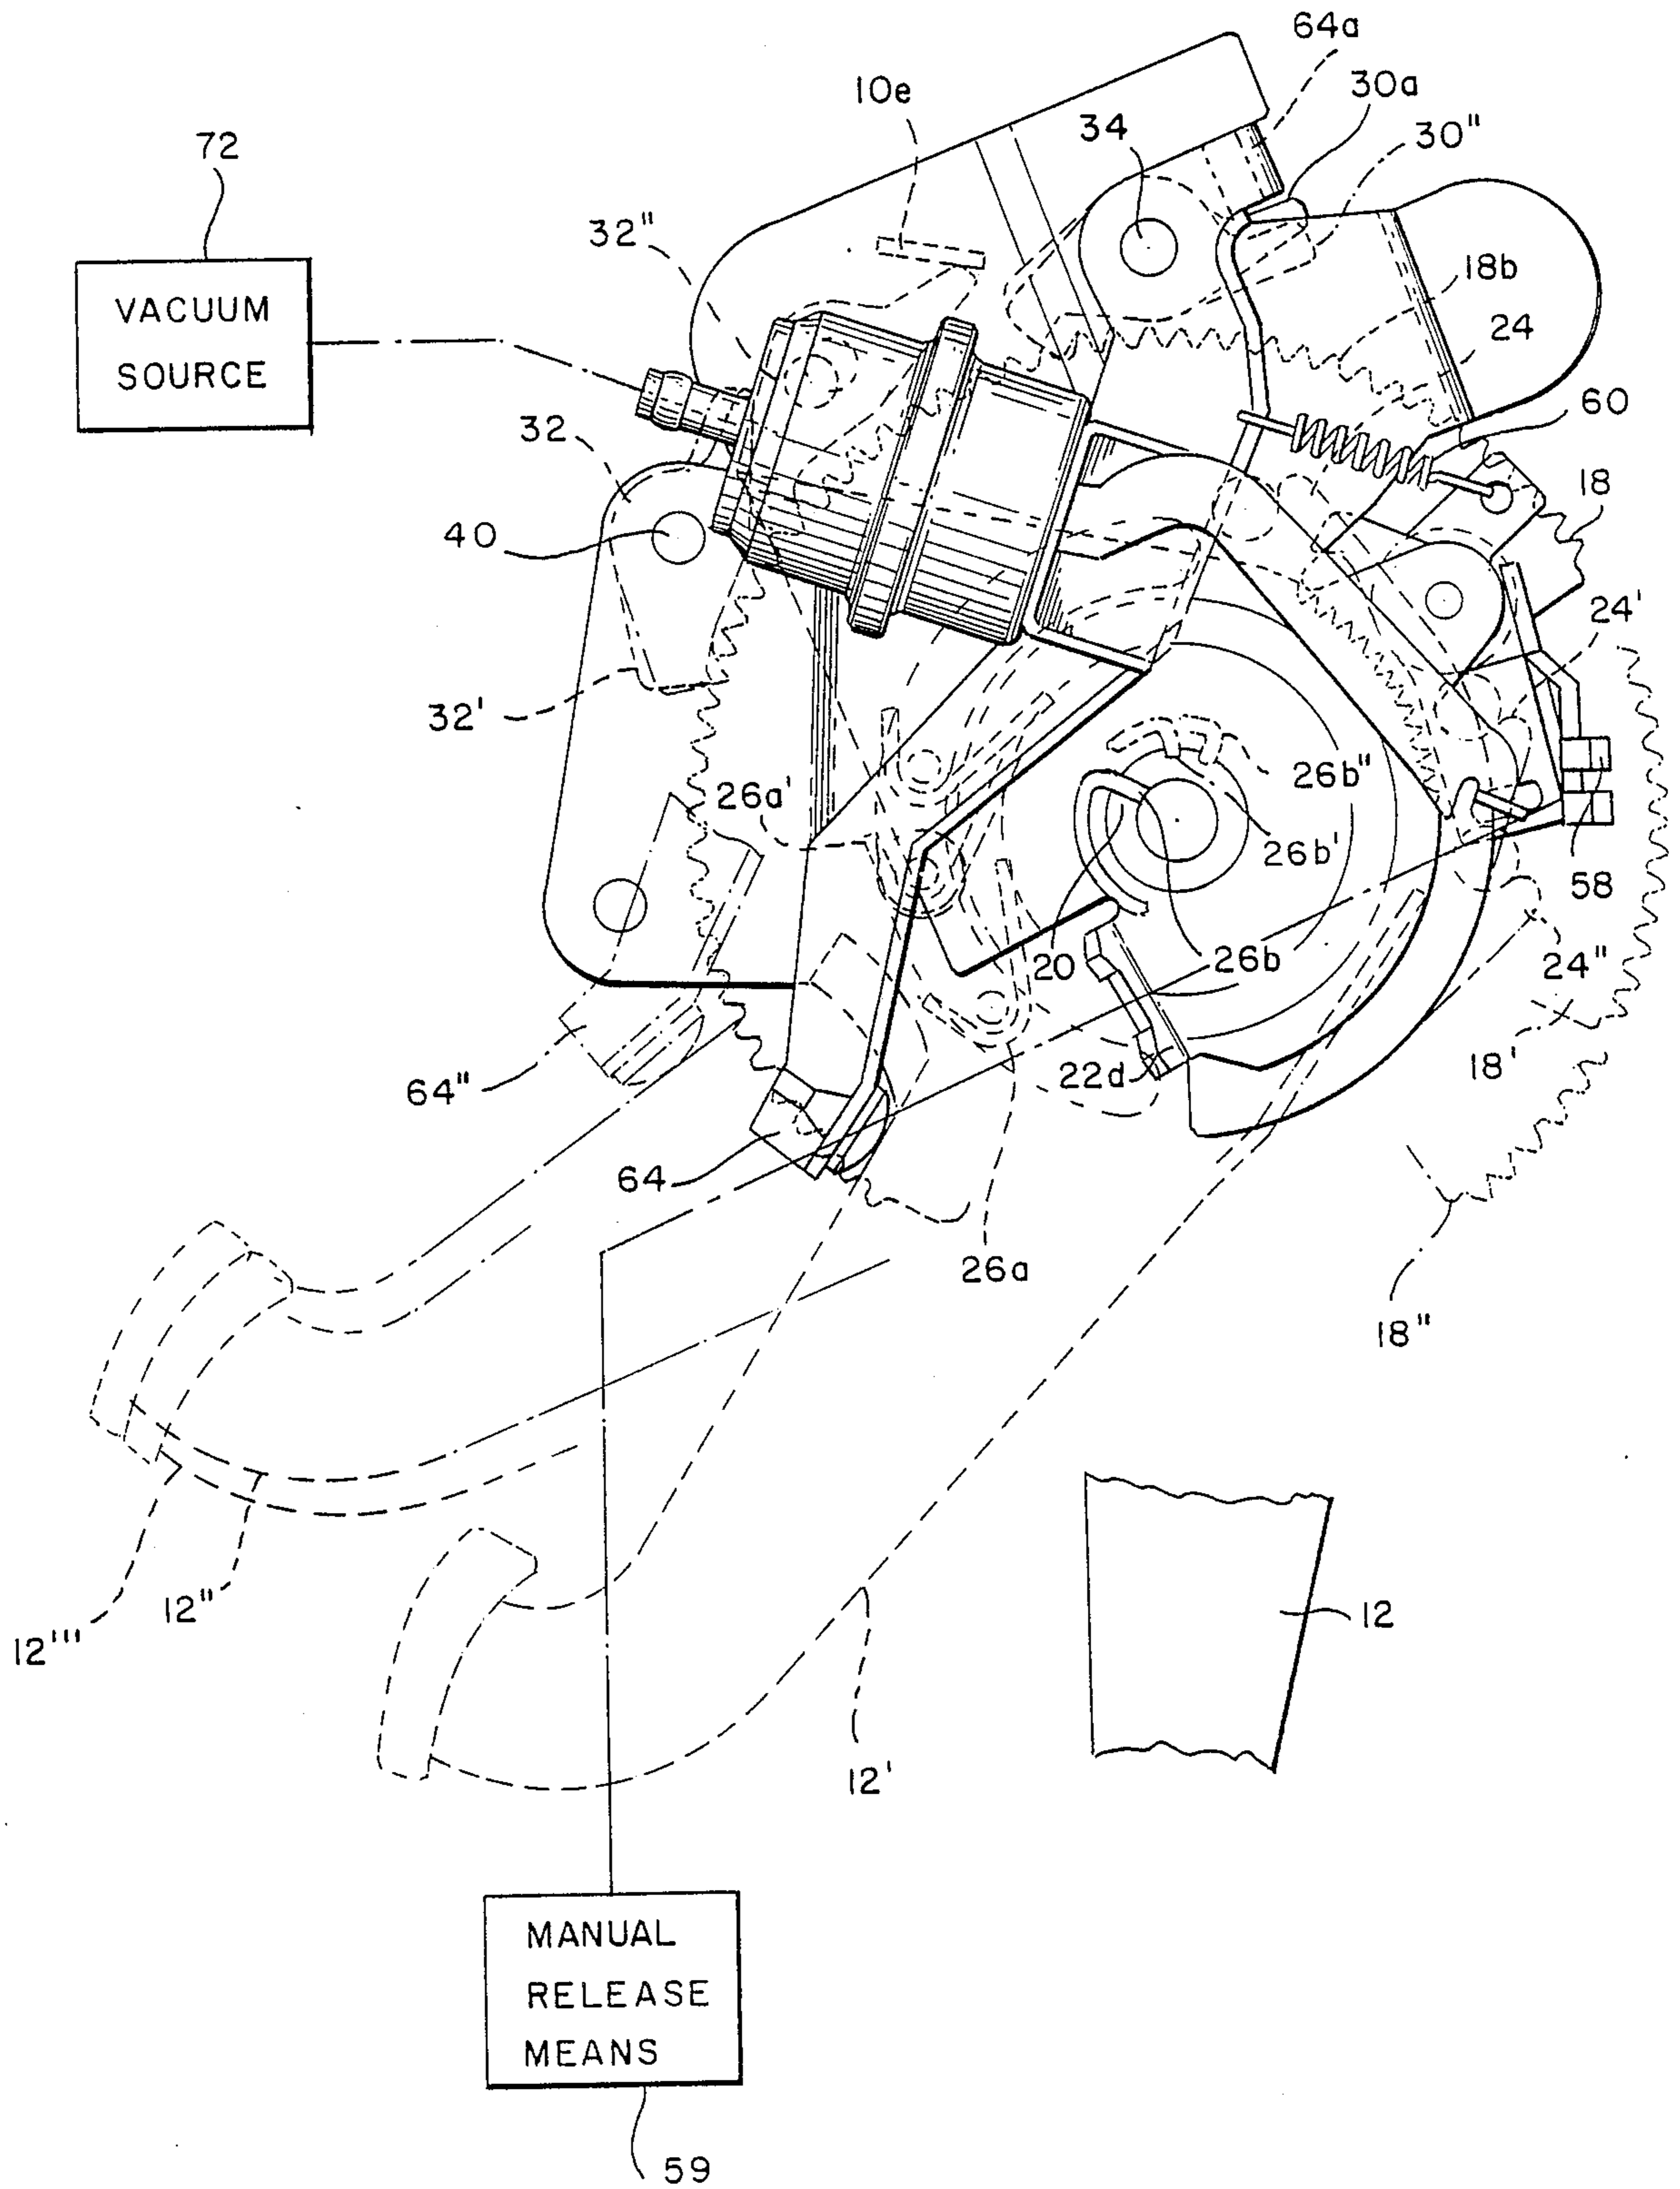 64a
10e
30a
34
30"
72
32"
VACUUM
SOURCE
18b
24
60
32
18
40
24'
32'
26a'
26b"
26b'
58
20
26b
24"
18'
64"
22d
64
26a
18"
12"
12'''
12
12'
MANUAL
RELEASE
MEANS
59